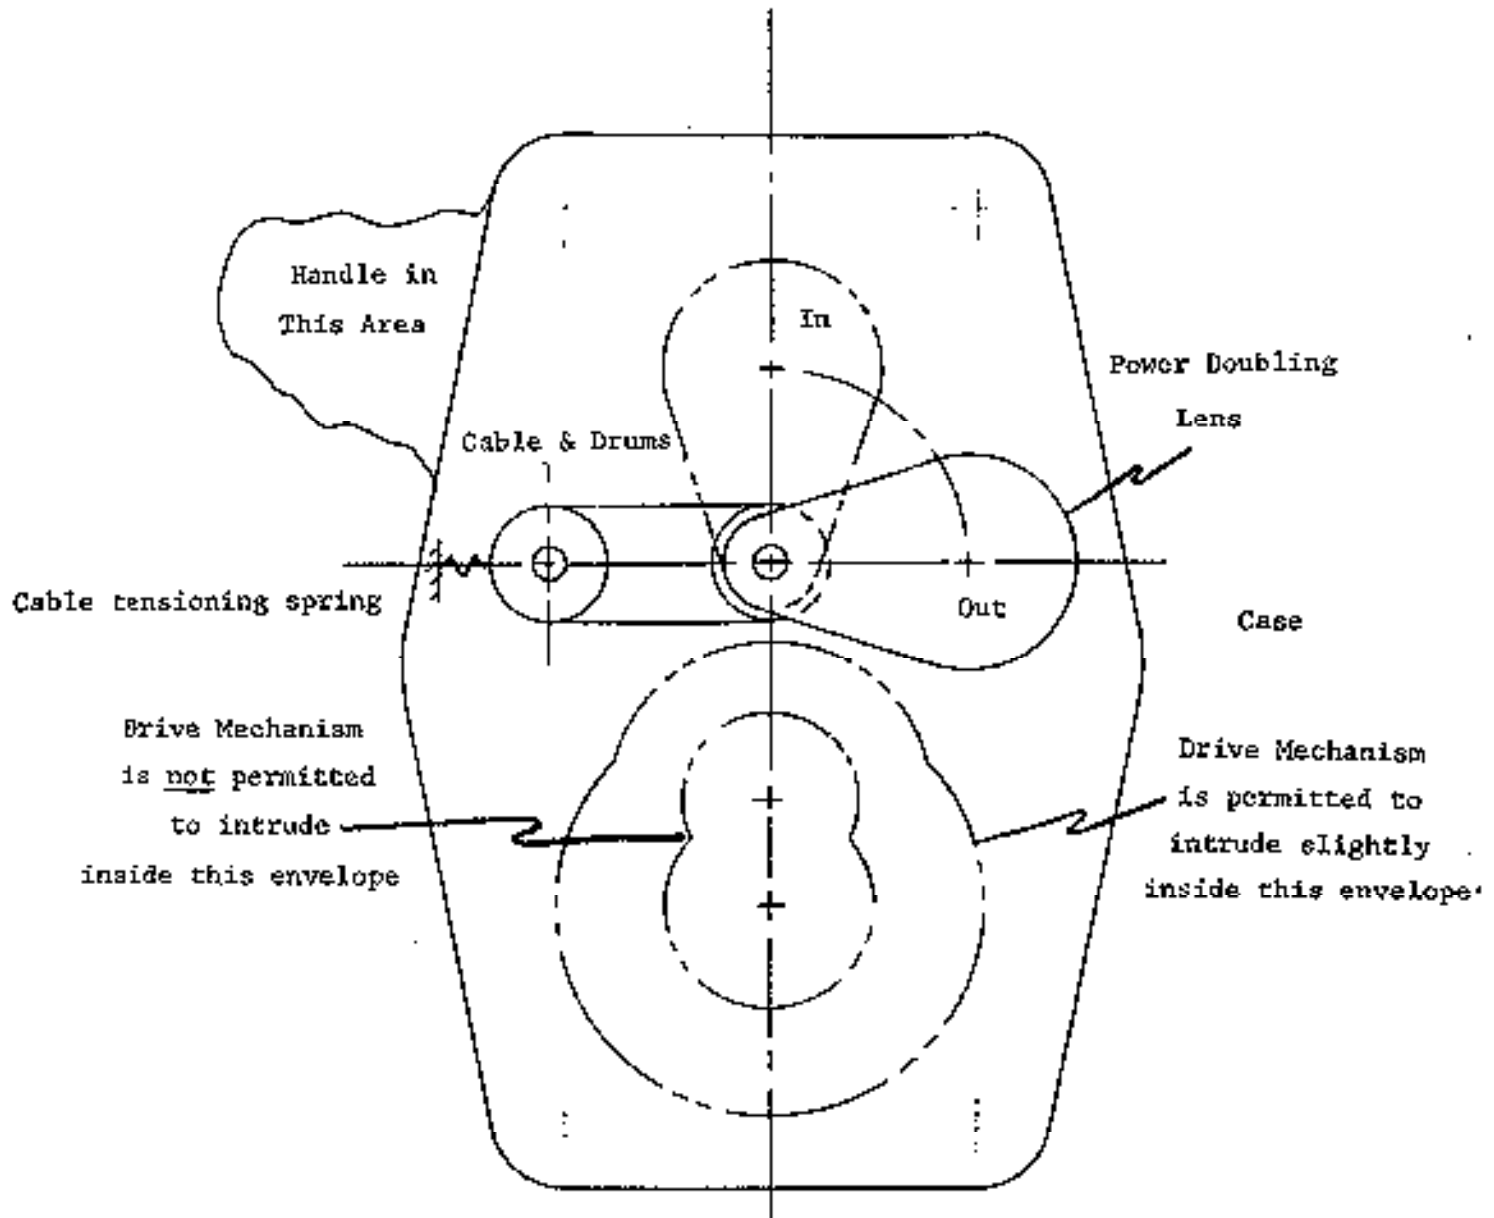 Handle in
This Area
In
Power Doubling
Lens
Cable & Drums
Cable tensioning spring
Out
Case
Drive Mechanism
is not permitted
to intrude
inside this envelope
Drive Mechanism
is permitted to
intrude slightly
inside this envelope